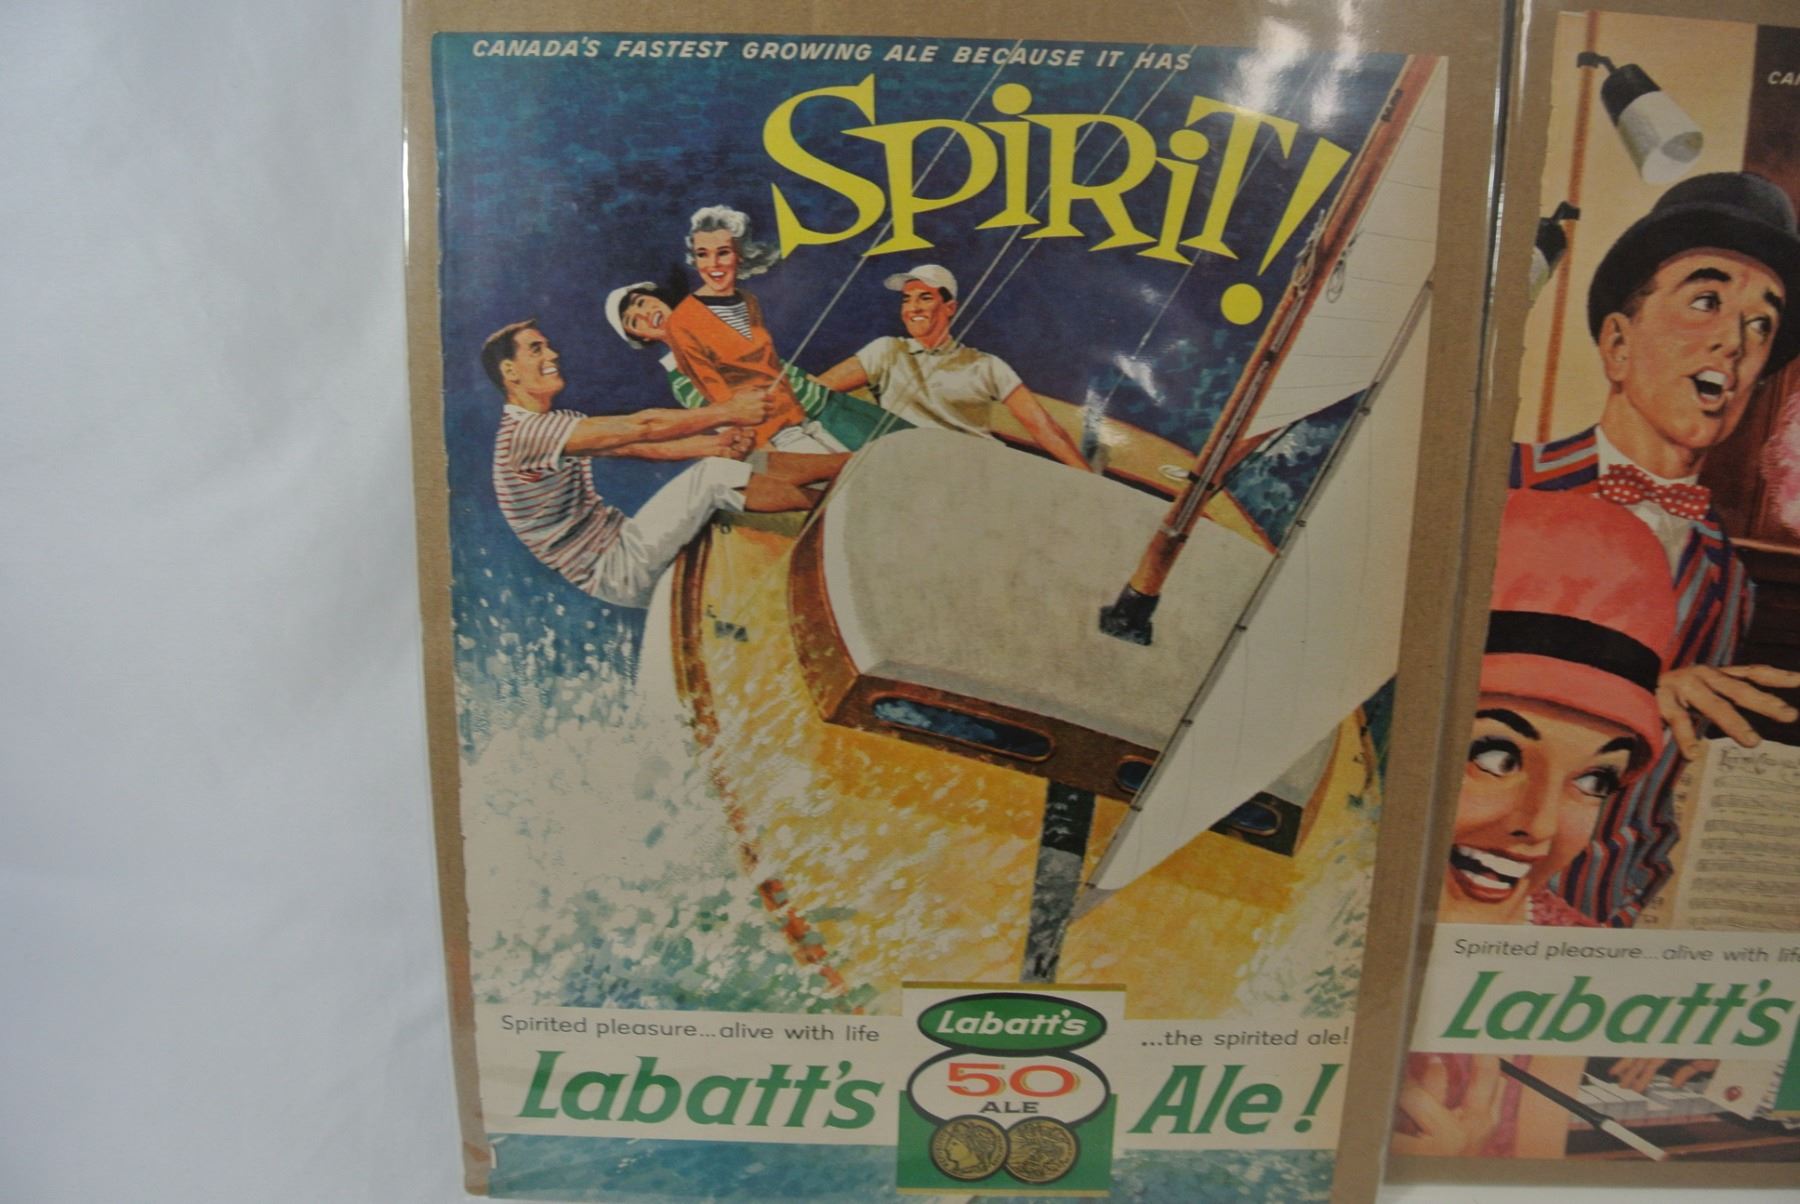 CANADA'S FASTEST GROWING ALE BECAUSE IT HAS
SPIRIT!
Spirited pleasure...alive with life
Labatt's
Labatt's
50
ALE
...the spirited ale!
Ale!
Spirited pleasure...alive with
Labatt's